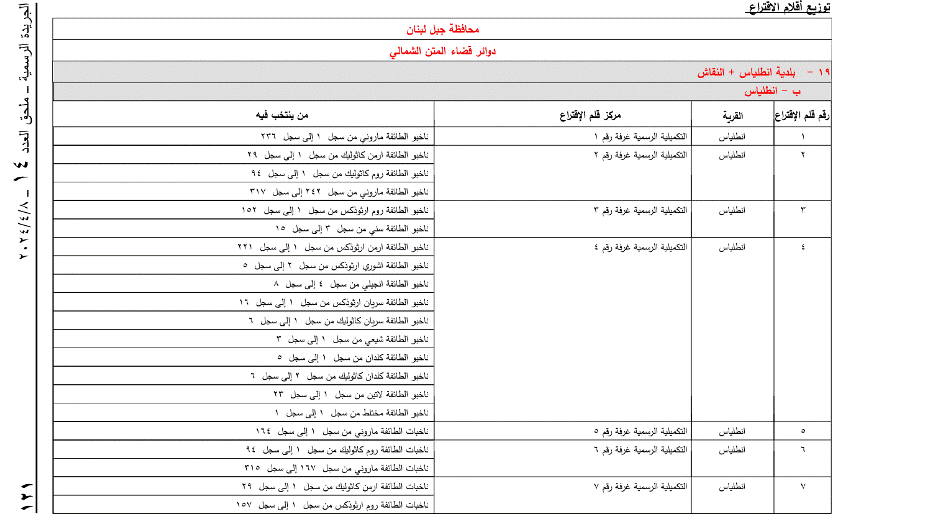 الجريدة الرسمية – ملحق العدد ١٤ – ٢٠٢٤/٤/٨
توزيع أقلام الإقتراع
محافظة جبل لبنان
دوائر قضاء المتن الشمالي
١٩ - بلدية انطلياس + النقاش
ب - انطلياس
رقم قلم الإقتراع القرية مركز قلم الإقتراع من ينتخب فيه
١ انطلياس التكميلية الرسمية غرفة رقم ١ ناخبو الطائفة ماروني من سجل ١ إلى سجل ٢٣٦
٢ انطلياس التكميلية الرسمية غرفة رقم ٢ ناخبو الطائفة ارمن كاثوليك من سجل ١ إلى سجل ٢٩
ناخبو الطائفة روم كاثوليك من سجل ١ إلى سجل ٩٤
ناخبو الطائفة ماروني من سجل ٢٤٢ إلى سجل ٣١٧
٣ انطلياس التكميلية الرسمية غرفة رقم ٣ ناخبو الطائفة روم ارثوذكس من سجل ١ إلى سجل ١٥٢
ناخبو الطائفة سني من سجل ٣ إلى سجل ١٥
٤ انطلياس التكميلية الرسمية غرفة رقم ٤ ناخبو الطائفة ارمن ارثوذكس من سجل ١ إلى سجل ٢٢١
ناخبو الطائفة اشوري ارثوذكس من سجل ٢ إلى سجل ٥
ناخبو الطائفة انجيلي من سجل ٤ إلى سجل ٨
ناخبو الطائفة سريان ارثوذكس من سجل ١ إلى سجل ١٦
ناخبو الطائفة سريان كاثوليك من سجل ١ إلى سجل ٦
ناخبو الطائفة شيعي من سجل ١ إلى سجل ٣
ناخبو الطائفة كلدان من سجل ١ إلى سجل ٥
ناخبو الطائفة كلدان كاثوليك من سجل ٢ إلى سجل ٦
ناخبو الطائفة لاتين من سجل ١ إلى سجل ٢٣
ناخبو الطائفة مختلط من سجل ١ إلى سجل ١
٥ انطلياس التكميلية الرسمية غرفة رقم ٥ ناخبات الطائفة ماروني من سجل ١ إلى سجل ١٦٤
٦ انطلياس التكميلية الرسمية غرفة رقم ٦ ناخبات الطائفة روم كاثوليك من سجل ١ إلى سجل ٩٤
ناخبات الطائفة ماروني من سجل ١٦٧ إلى سجل ٣١٥
٧ انطلياس التكميلية الرسمية غرفة رقم ٧ ناخبات الطائفة ارمن كاثوليك من سجل ١ إلى سجل ٢٩
ناخبات الطائفة روم ارثوذكس من سجل ١ إلى سجل ١٥٧
١٢١